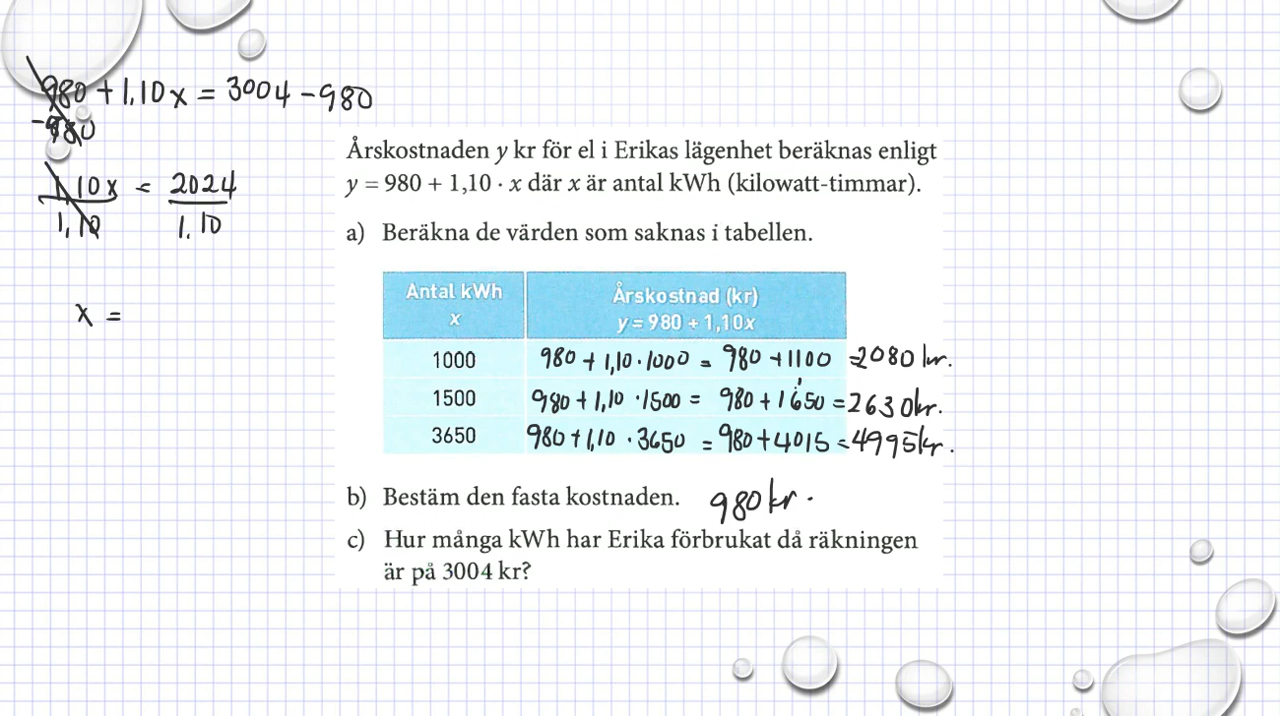 980 + 1,10x = 3004 - 980
-980
1,10x = 2024
1,10 1,10
x =
Årskostnaden y kr för el i Erikas lägenhet beräknas enligt
y = 980 + 1,10 · x där x är antal kWh (kilowatt-timmar).
a) Beräkna de värden som saknas i tabellen.
Antal kWh Årskostnad (kr)
x y = 980 + 1,10x
1000 980 + 1,10 · 1000 = 980 + 1100 = 2080 kr.
1500 980 + 1,10 · 1500 = 980 + 1650 = 2630 kr.
3650 980 + 1,10 · 3650 = 980 + 4015 = 4995 kr.
b) Bestäm den fasta kostnaden. 980 kr.
c) Hur många kWh har Erika förbrukat då räkningen
är på 3004 kr?